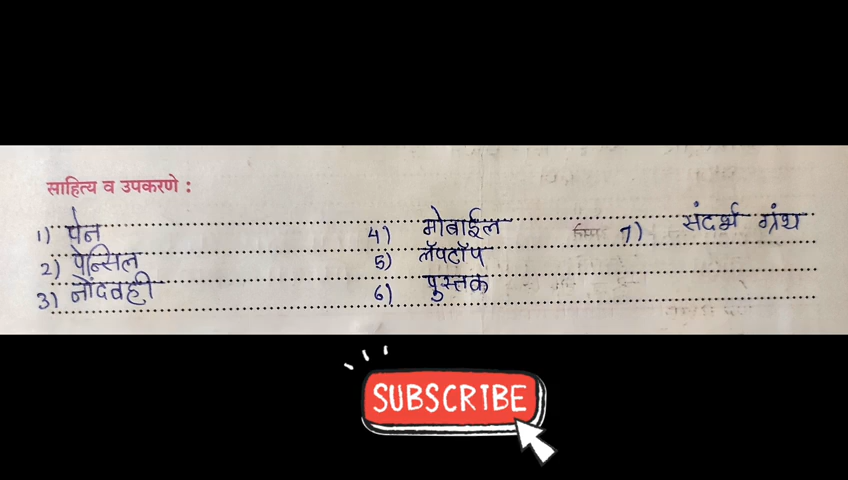 साहित्य व उपकरणे :
1) पेन 4) मोबाईल 7) संदर्भ ग्रंथ
2) पेन्सिल 5) लॅपटॉप
3) नोंदवही 6) पुस्तक
SUBSCRIBE